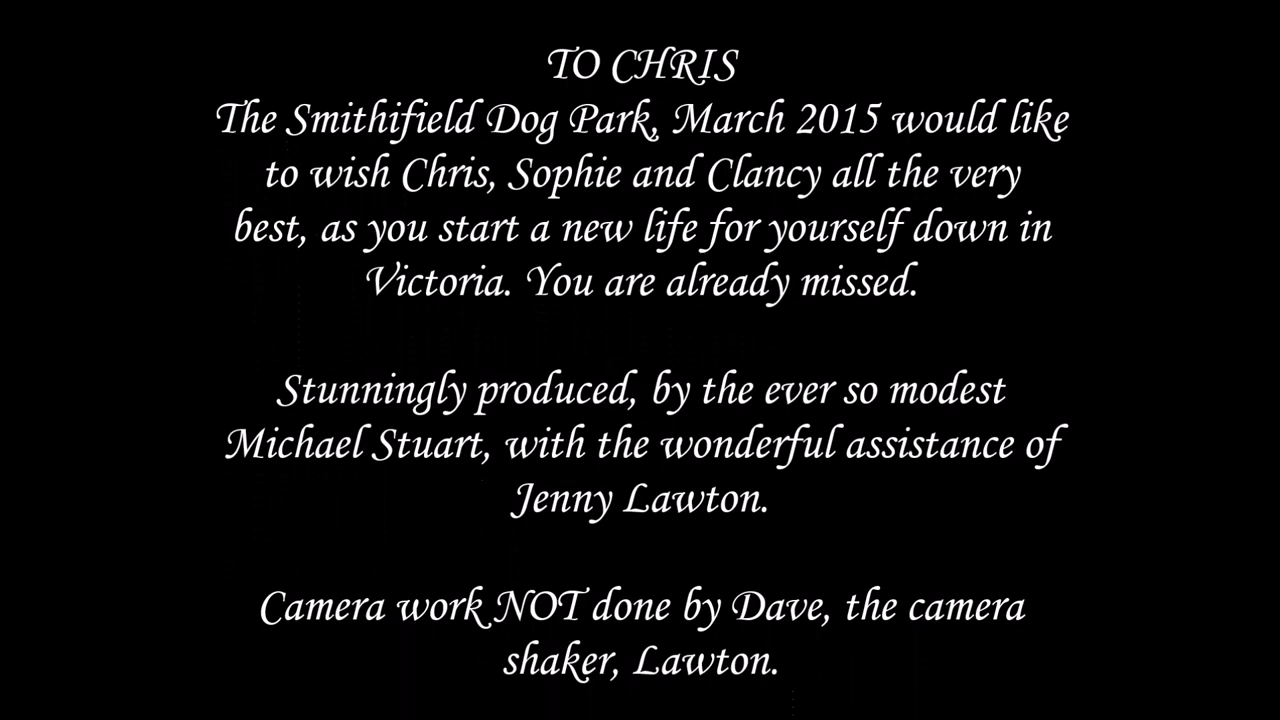 TO CHRIS
The Smithifield Dog Park, March 2015 would like
to wish Chris, Sophie and Clancy all the very
best, as you start a new life for yourself down in
Victoria. You are already missed.
Stunningly produced, by the ever so modest
Michael Stuart, with the wonderful assistance of
Jenny Lawton.
Camera work NOT done by Dave, the camera
shaker, Lawton.